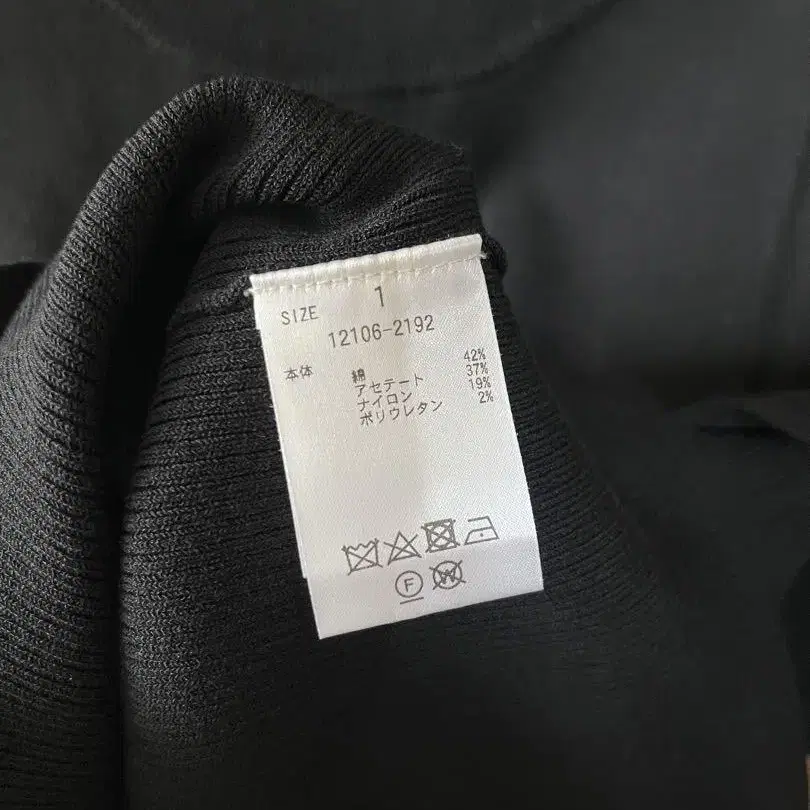 SIZE 1
12106-2192
本体 綿 42%
アセテート 37%
ナイロン 19%
ポリウレタン 2%
F W